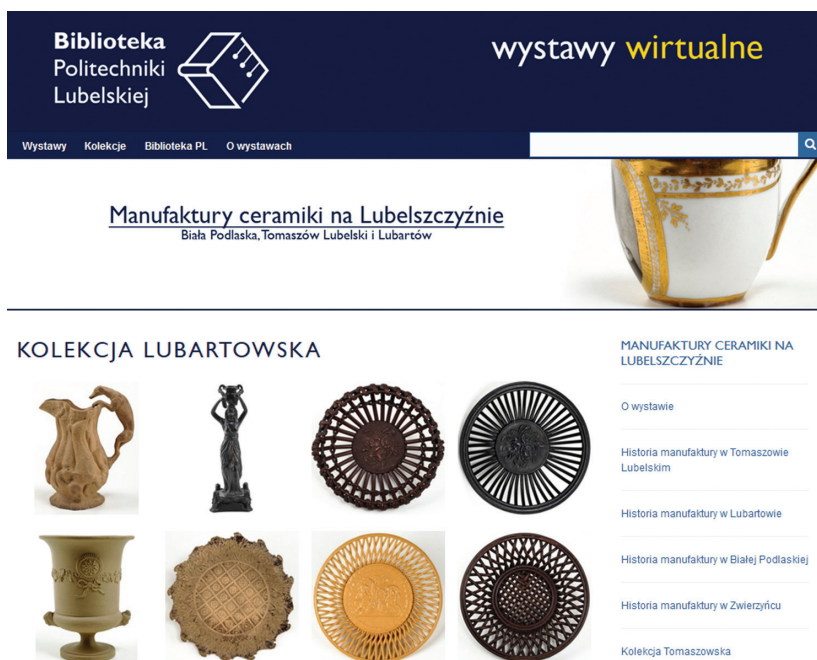 Biblioteka
Politechniki
Lubelskiej
wystawy wirtualne
Wystawy Kolekcje Biblioteka PL O wystawach
Manufaktury ceramiki na Lubelszczyźnie
Biała Podlaska, Tomaszów Lubelski i Lubartów
KOLEKCJA LUBARTOWSKA
MANUFAKTURY CERAMIKI NA
LUBELSZCZYŹNIE
O wystawie
Historia manufaktury w Tomaszowie
Lubelskim
Historia manufaktury w Lubartowie
Historia manufaktury w Białej Podlaskiej
Historia manufaktury w Zwierzyńcu
Kolekcja Tomaszowska